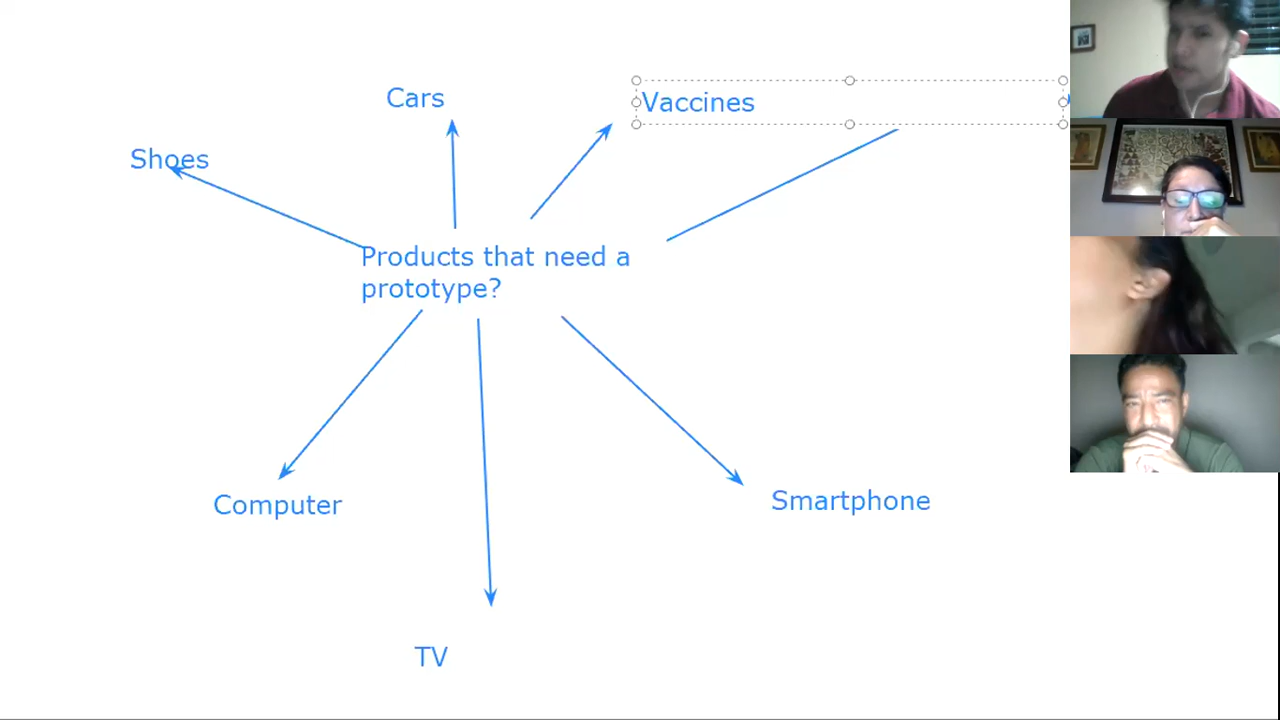 Cars
Vaccines
Shoes
Products that need a
prototype?
Computer
Smartphone
TV